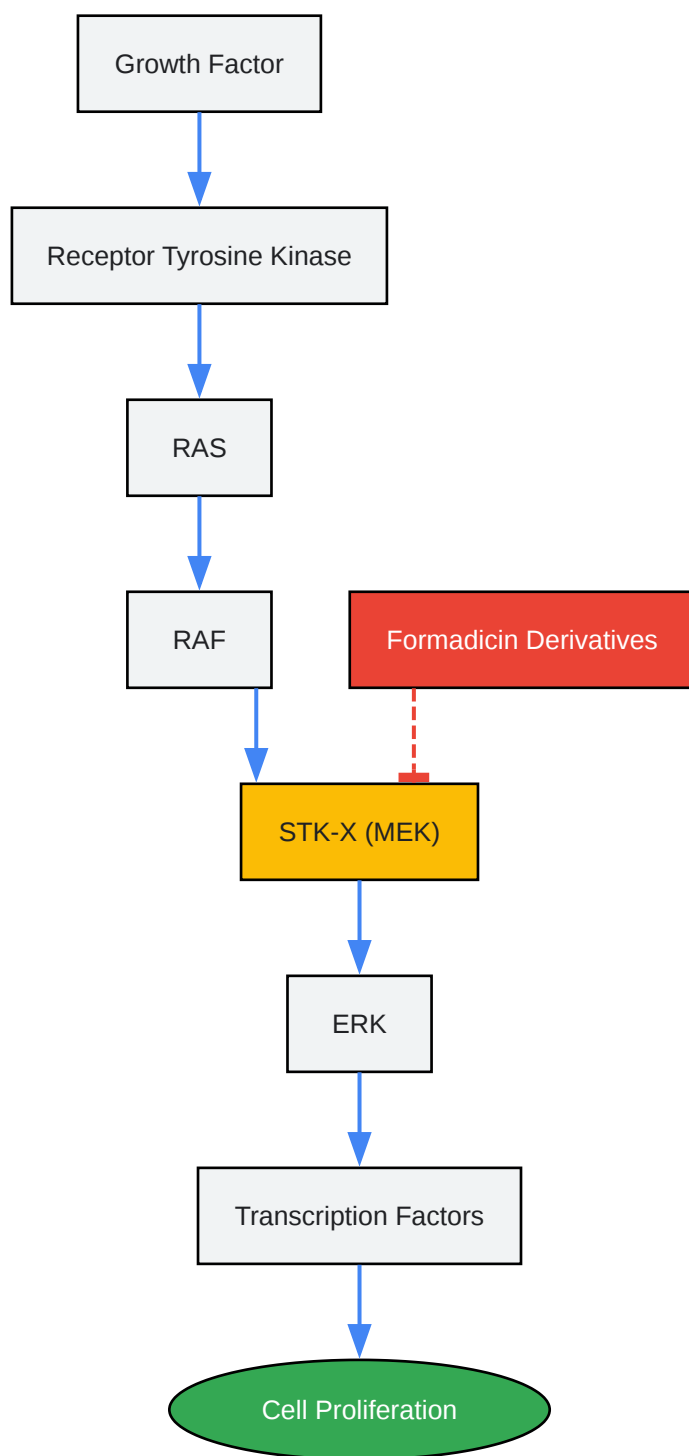 Growth Factor
Receptor Tyrosine Kinase
RAS
RAF
Formadicin Derivatives
STK-X (MEK)
ERK
Transcription Factors
Cell Proliferation